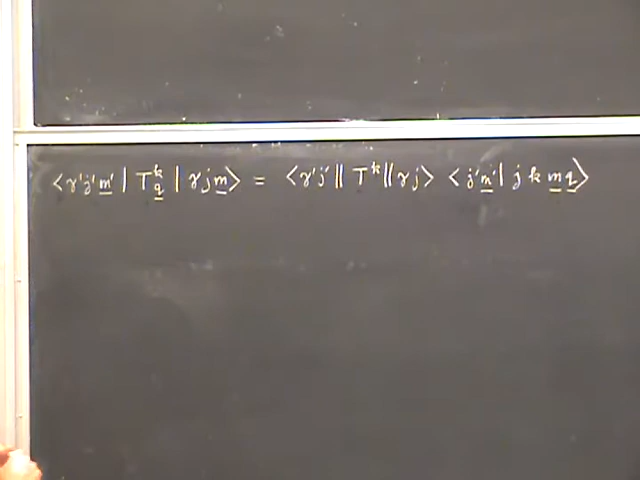 <γ'j'm' | T^k_q | γjm> = <γ'j' || T^k || γj> <j'm' | j k m q>